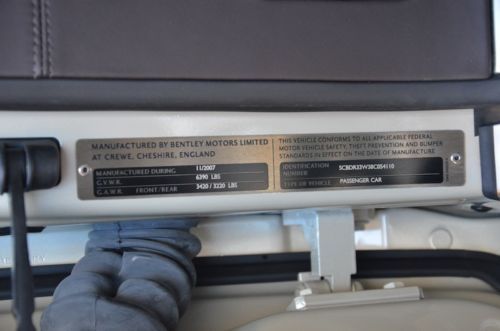 MANUFACTURED BY BENTLEY MOTORS LIMITED
AT CREWE, CHESHIRE, ENGLAND
MANUFACTURED DURING 11/2007
G.V.W.R. 6390 LBS
G.A.W.R. FRONT/REAR 3420 / 3220 LBS
THIS VEHICLE CONFORMS TO ALL APPLICABLE FEDERAL
MOTOR VEHICLE SAFETY, THEFT PREVENTION AND BUMPER
STANDARDS IN EFFECT ON THE DATE OF MANUFACTURE
IDENTIFICATION SCBDR33W38C054110
NUMBER
TYPE OF VEHICLE PASSENGER CAR